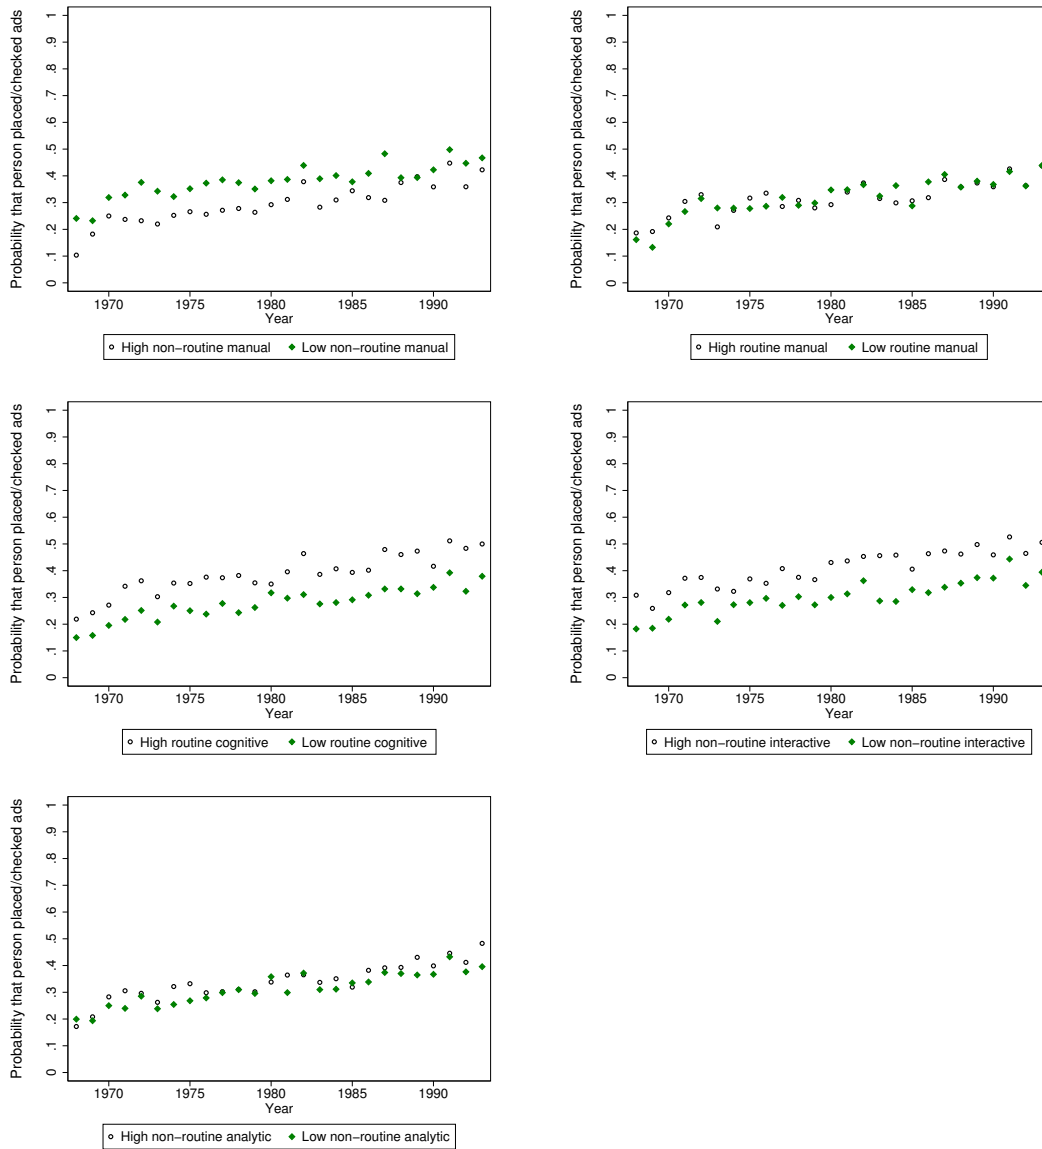 Probability that person placed/checked ads
0 .1 .2 .3 .4 .5 .6 .7 .8 .9 1
1970 1975 1980 1985 1990
Year
High non−routine manual Low non−routine manual
Probability that person placed/checked ads
0 .1 .2 .3 .4 .5 .6 .7 .8 .9 1
1970 1975 1980 1985 1990
Year
High routine manual Low routine manual
Probability that person placed/checked ads
0 .1 .2 .3 .4 .5 .6 .7 .8 .9 1
1970 1975 1980 1985 1990
Year
High routine cognitive Low routine cognitive
Probability that person placed/checked ads
0 .1 .2 .3 .4 .5 .6 .7 .8 .9 1
1970 1975 1980 1985 1990
Year
High non−routine interactive Low non−routine interactive
Probability that person placed/checked ads
0 .1 .2 .3 .4 .5 .6 .7 .8 .9 1
1970 1975 1980 1985 1990
Year
High non−routine analytic Low non−routine analytic